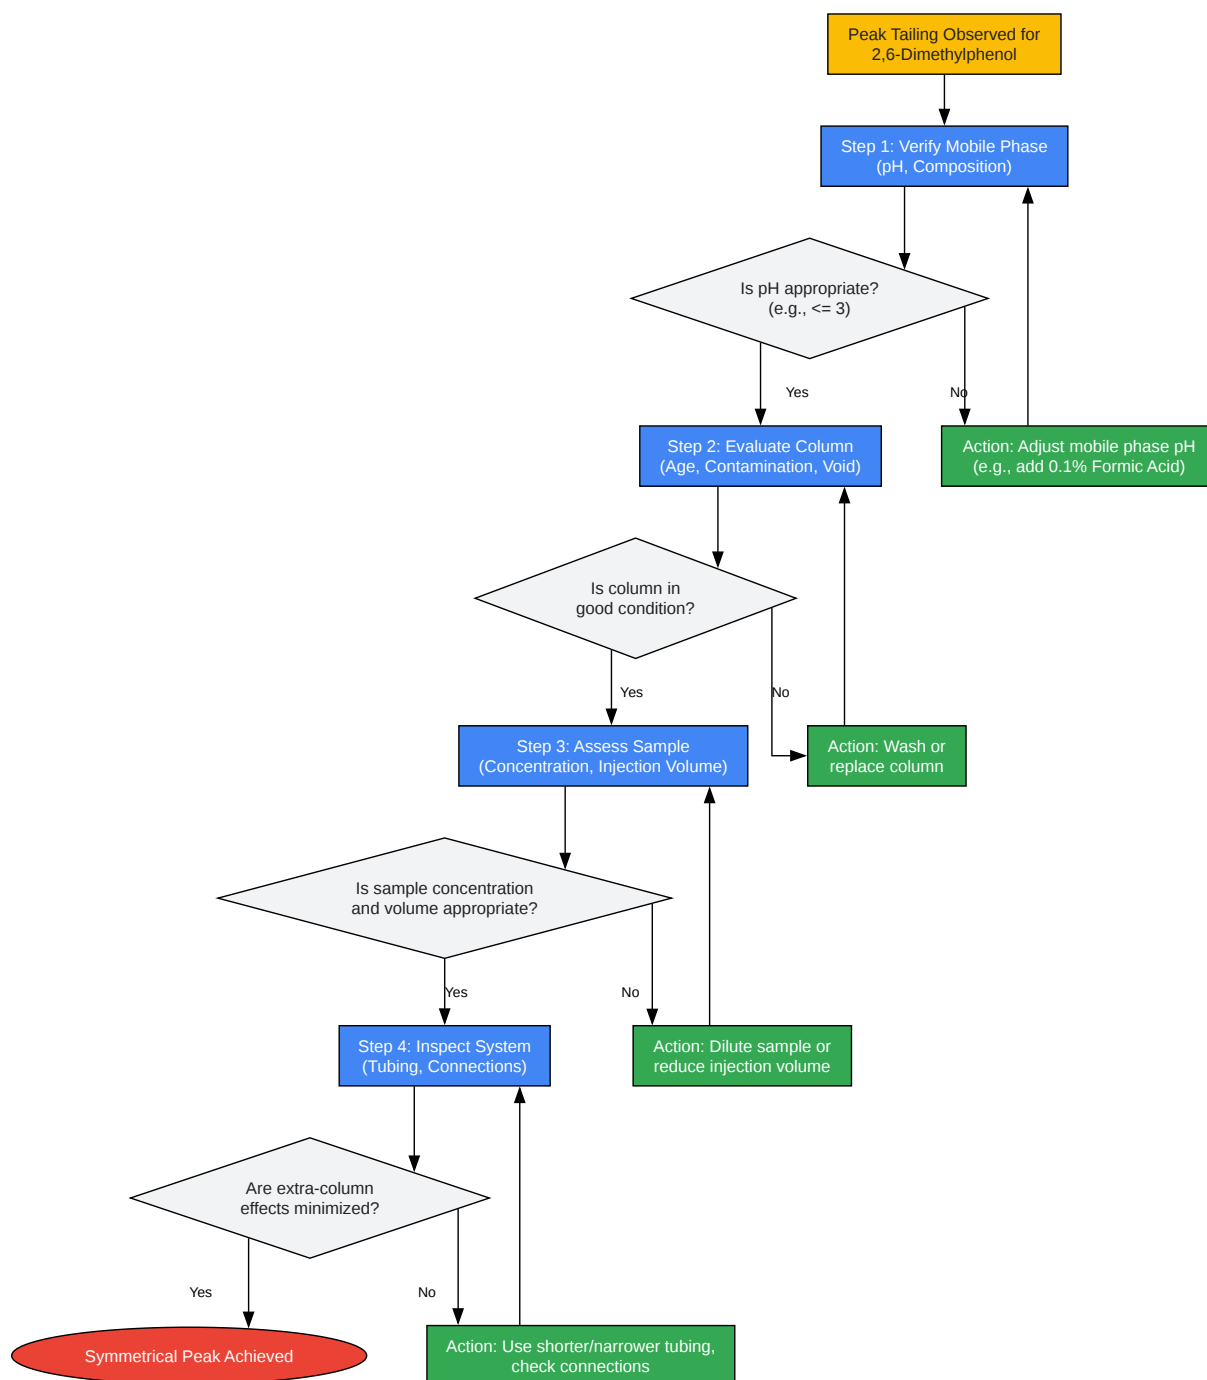 Peak Tailing Observed for
2,6-Dimethylphenol
Step 1: Verify Mobile Phase
(pH, Composition)
Is pH appropriate?
(e.g., <= 3)
Yes
No
Step 2: Evaluate Column
(Age, Contamination, Void)
Action: Adjust mobile phase pH
(e.g., add 0.1% Formic Acid)
Is column in
good condition?
Yes
No
Step 3: Assess Sample
(Concentration, Injection Volume)
Action: Wash or
replace column
Is sample concentration
and volume appropriate?
Yes
No
Step 4: Inspect System
(Tubing, Connections)
Action: Dilute sample or
reduce injection volume
Are extra-column
effects minimized?
Yes
No
Symmetrical Peak Achieved
Action: Use shorter/narrower tubing,
check connections